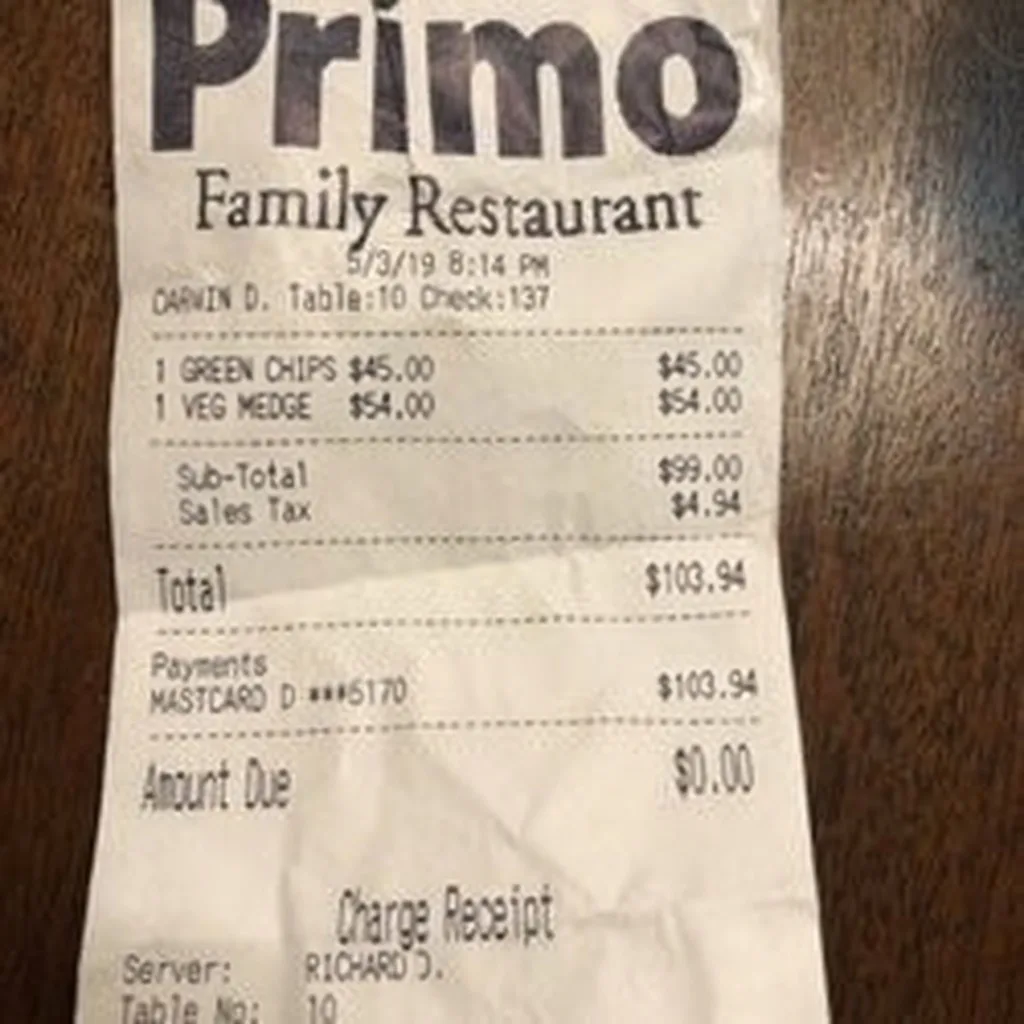 Primo
Family Restaurant
5/3/19 8:14 PM
DARWIN D. Table:10 Check:137
1 GREEN CHIPS $45.00 $45.00
1 VEG MEDGE $54.00 $54.00
Sub-Total $99.00
Sales Tax $4.94
Total $103.94
Payments
MASTCARD D ***5170 $103.94
Amount Due $0.00
Charge Receipt
Server: RICHARD D.
Table No: 10